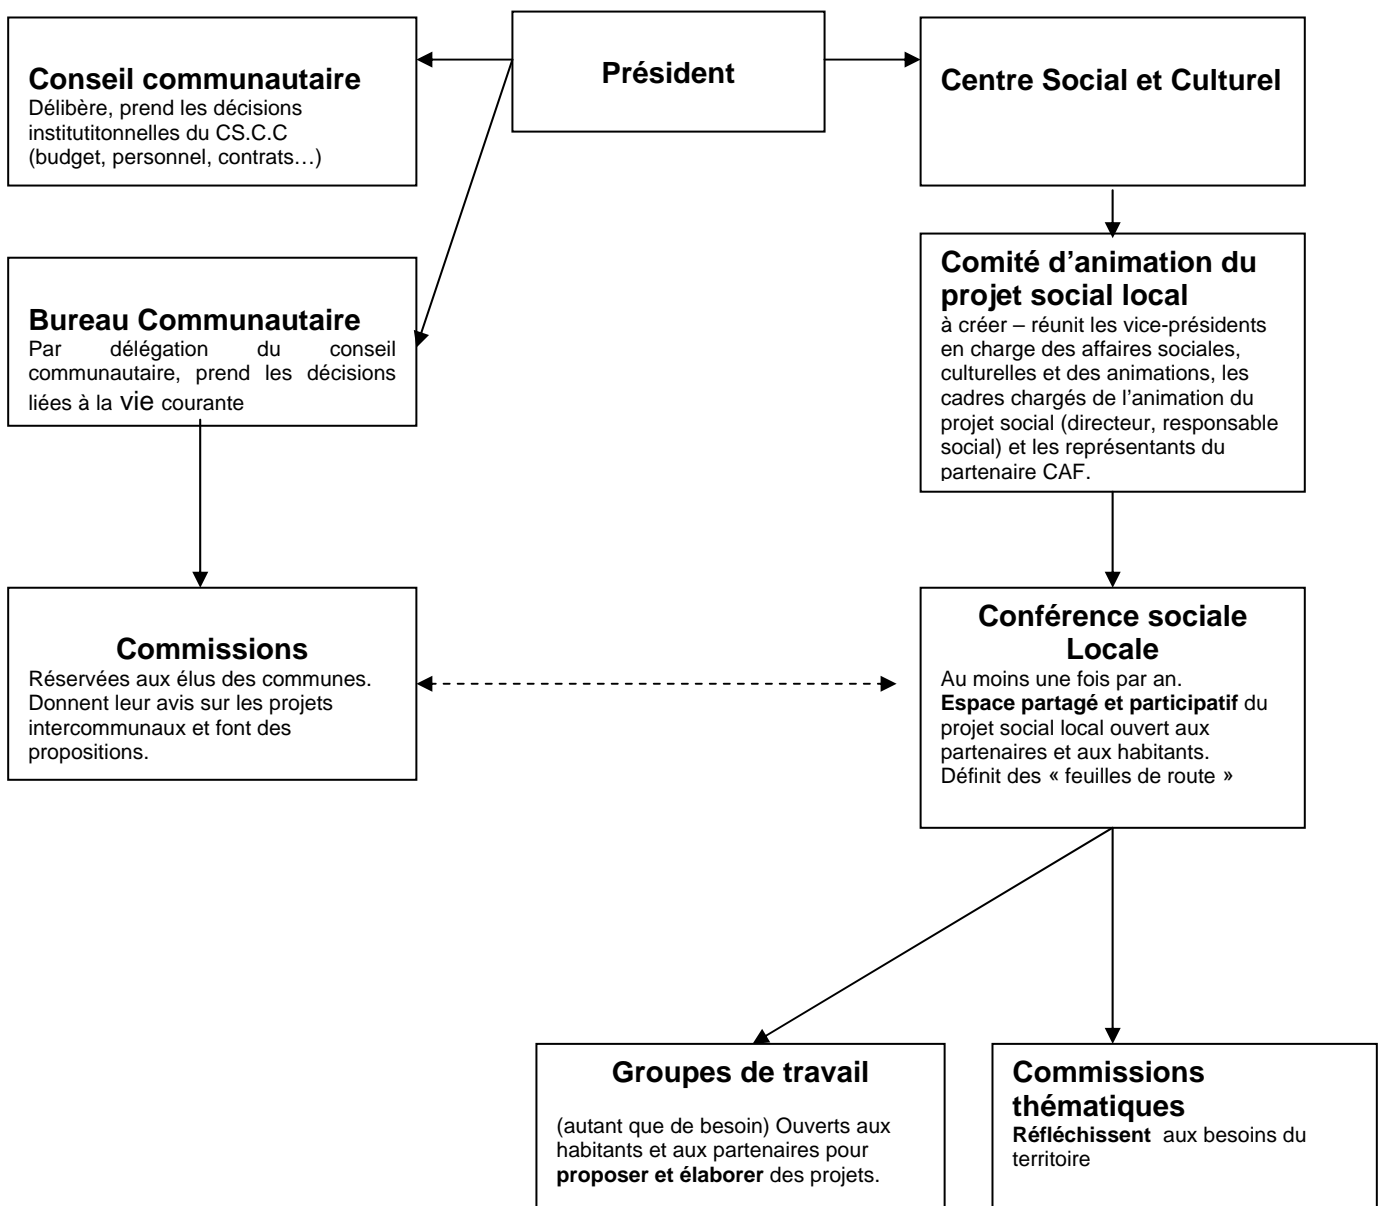 Conseil communautaire
Délibère, prend les décisions
institutitonnelles du CS.C.C
(budget, personnel, contrats…)
Président
Centre Social et Culturel
Bureau Communautaire
Par délégation du conseil
communautaire, prend les décisions
liées à la vie courante
Comité d’animation du
projet social local
à créer – réunit les vice-présidents
en charge des affaires sociales,
culturelles et des animations, les
cadres chargés de l’animation du
projet social (directeur, responsable
social) et les représentants du
partenaire CAF.
Commissions
Réservées aux élus des communes.
Donnent leur avis sur les projets
intercommunaux et font des
propositions.
Conférence sociale
Locale
Au moins une fois par an.
Espace partagé et participatif du
projet social local ouvert aux
partenaires et aux habitants.
Définit des « feuilles de route »
Groupes de travail
(autant que de besoin) Ouverts aux
habitants et aux partenaires pour
proposer et élaborer des projets.
Commissions
thématiques
Réfléchissent aux besoins du
territoire